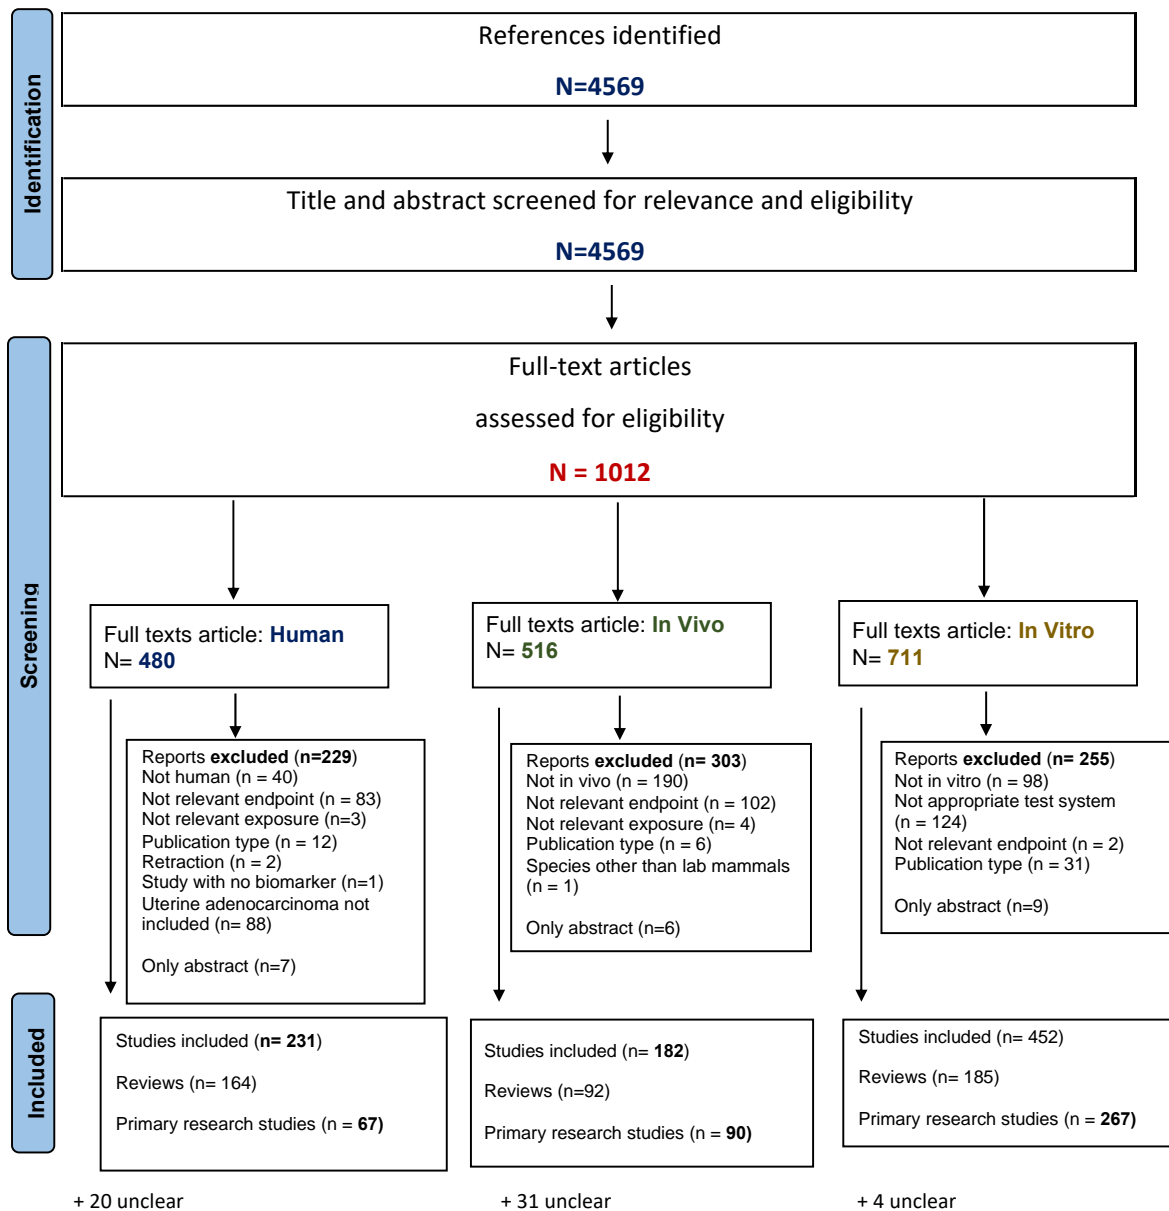 Identification
References identified
N=4569
Title and abstract screened for relevance and eligibility
N=4569
Screening
Full-text articles
assessed for eligibility
N = 1012
Full texts article: Human
N= 480
Full texts article: In Vivo
N= 516
Full texts article: In Vitro
N= 711
Reports excluded (n=229)
Not human (n = 40)
Not relevant endpoint (n = 83)
Not relevant exposure (n=3)
Publication type (n = 12)
Retraction (n = 2)
Study with no biomarker (n=1)
Uterine adenocarcinoma not
included (n= 88)
Only abstract (n=7)
Reports excluded (n= 303)
Not in vivo (n = 190)
Not relevant endpoint (n = 102)
Not relevant exposure (n= 4)
Publication type (n = 6)
Species other than lab mammals
(n = 1)
Only abstract (n=6)
Reports excluded (n= 255)
Not in vitro (n = 98)
Not appropriate test system
(n = 124)
Not relevant endpoint (n = 2)
Publication type (n = 31)
Only abstract (n=9)
Included
Studies included (n= 231)
Reviews (n= 164)
Primary research studies (n = 67)
Studies included (n= 182)
Reviews (n=92)
Primary research studies (n = 90)
Studies included (n= 452)
Reviews (n= 185)
Primary research studies (n = 267)
+ 20 unclear
+ 31 unclear
+ 4 unclear